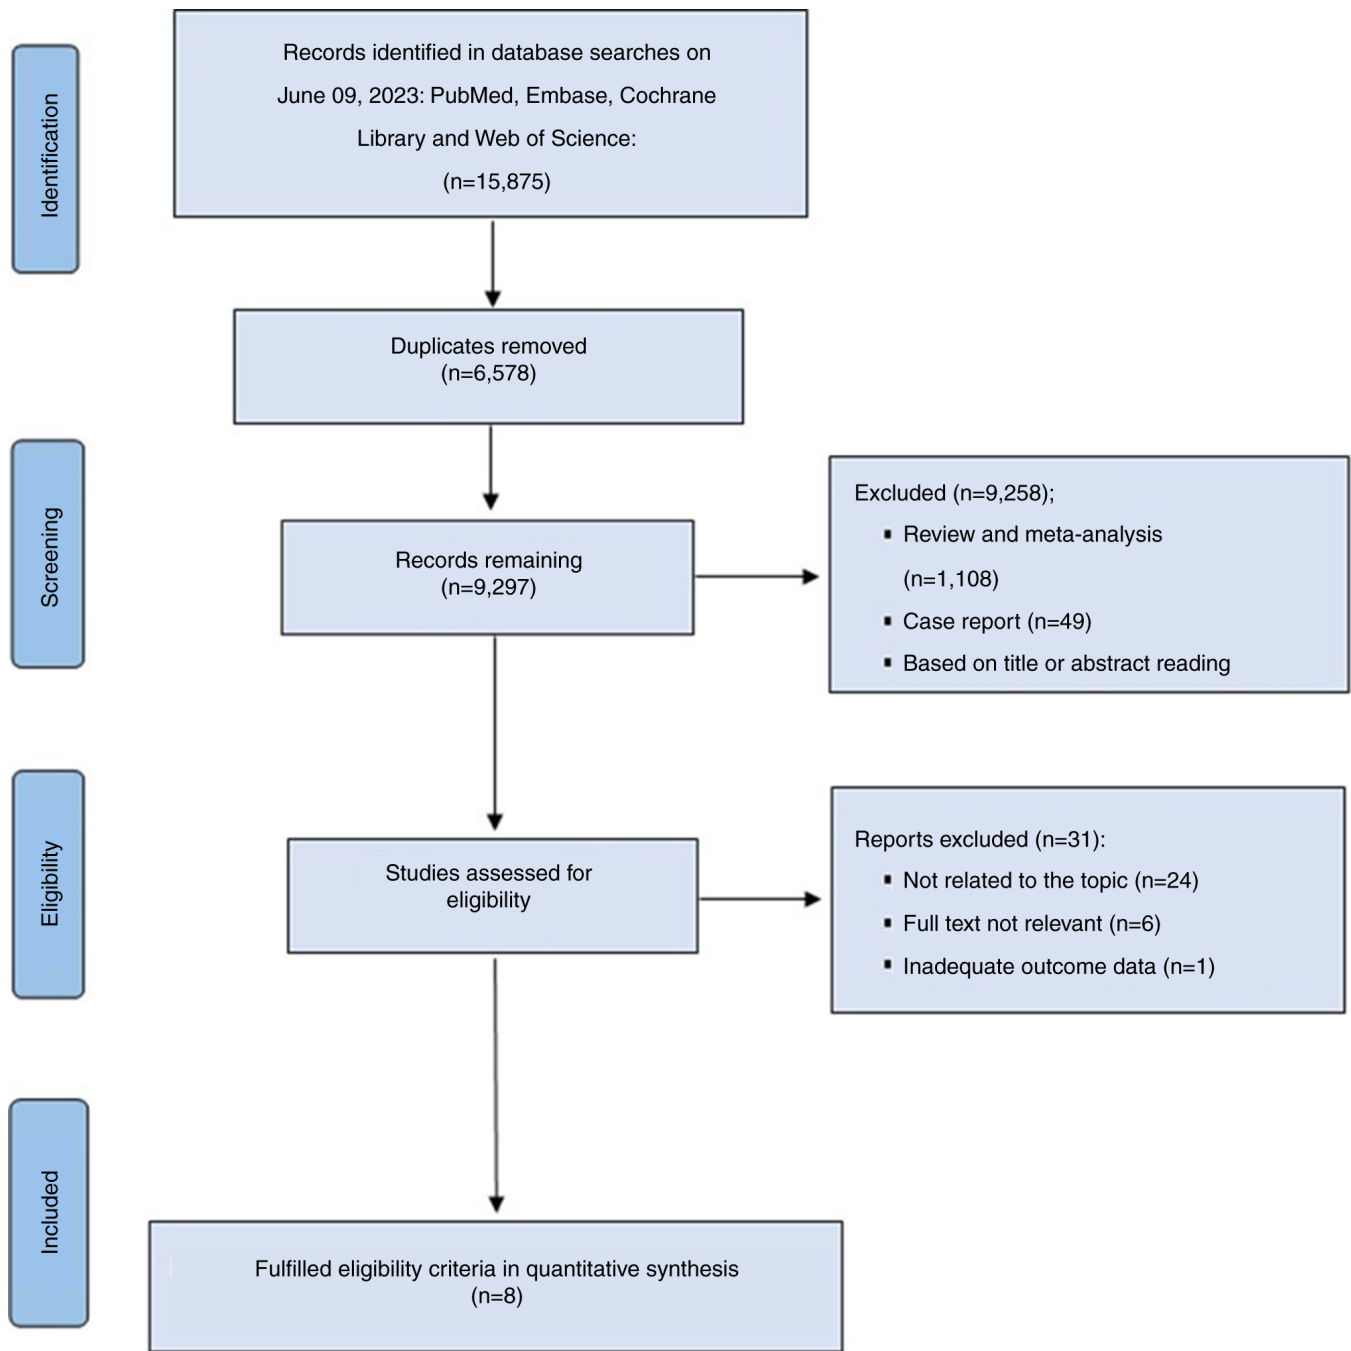 Identification
Records identified in database searches on
June 09, 2023: PubMed, Embase, Cochrane
Library and Web of Science:
(n=15,875)
Duplicates removed
(n=6,578)
Screening
Records remaining
(n=9,297)
Excluded (n=9,258);
▪ Review and meta-analysis
(n=1,108)
▪ Case report (n=49)
▪ Based on title or abstract reading
Eligibility
Studies assessed for
eligibility
Reports excluded (n=31):
▪ Not related to the topic (n=24)
▪ Full text not relevant (n=6)
▪ Inadequate outcome data (n=1)
Included
Fulfilled eligibility criteria in quantitative synthesis
(n=8)